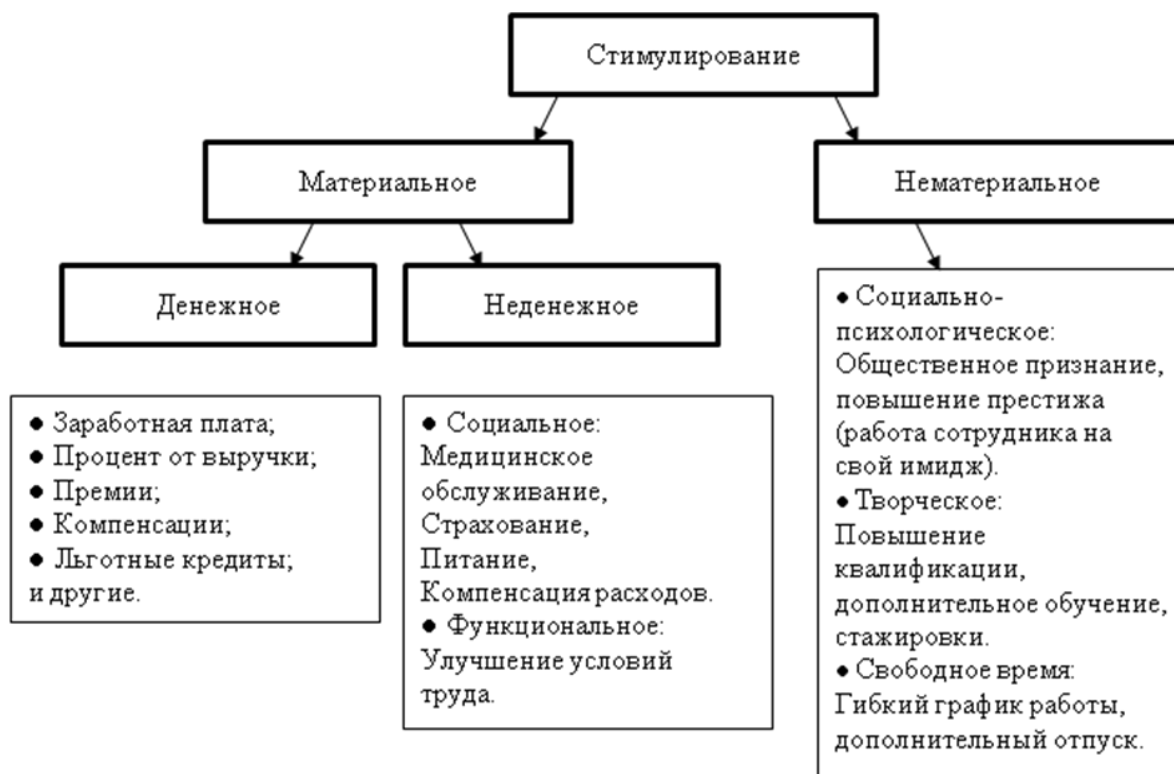 Стимулирование
Материальное
Нематериальное
Денежное
Неденежное
● Заработная плата;
● Процент от выручки;
● Премии;
● Компенсации;
● Льготные кредиты;
и другие.
● Социальное:
Медицинское
обслуживание,
Страхование,
Питание,
Компенсация расходов.
● Функциональное:
Улучшение условий
труда.
● Социально-
психологическое:
Общественное признание,
повышение престижа
(работа сотрудника на
свой имидж).
● Творческое:
Повышение
квалификации,
дополнительное обучение,
стажировки.
● Свободное время:
Гибкий график работы,
дополнительный отпуск.